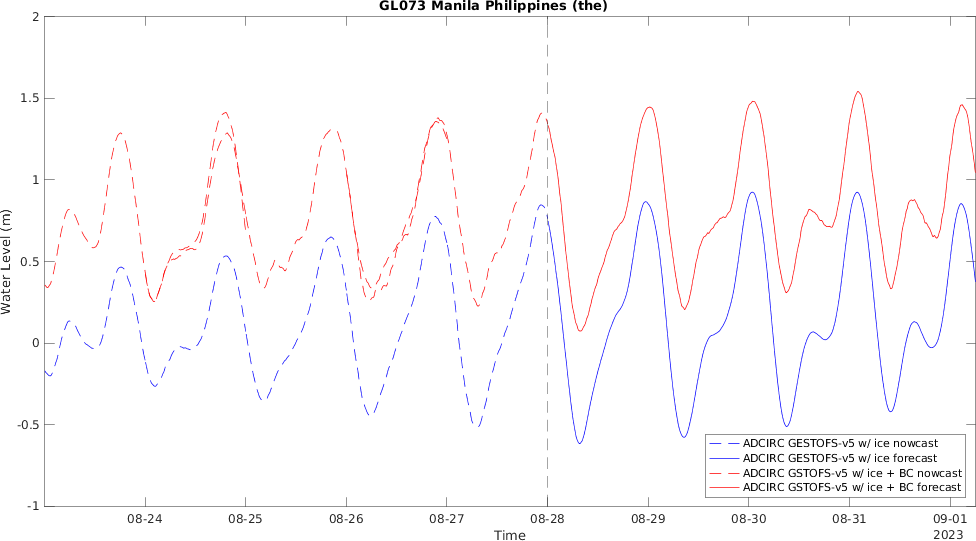 GL073 Manila Philippines (the)
2
1.5
1
0.5
0
-0.5
-1
Water Level (m)
ADCIRC GESTOFS-v5 w/ ice nowcast
ADCIRC GESTOFS-v5 w/ ice forecast
ADCIRC GSTOFS-v5 w/ ice + BC nowcast
ADCIRC GSTOFS-v5 w/ ice + BC forecast
08-24 08-25 08-26 08-27 08-28 08-29 08-30 08-31 09-01
2023
Time